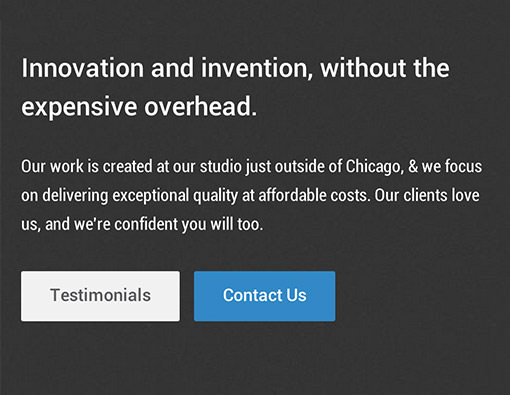 Innovation and invention, without the
expensive overhead.
Our work is created at our studio just outside of Chicago, & we focus
on delivering exceptional quality at affordable costs. Our clients love
us, and we're confident you will too.
Testimonials
Contact Us